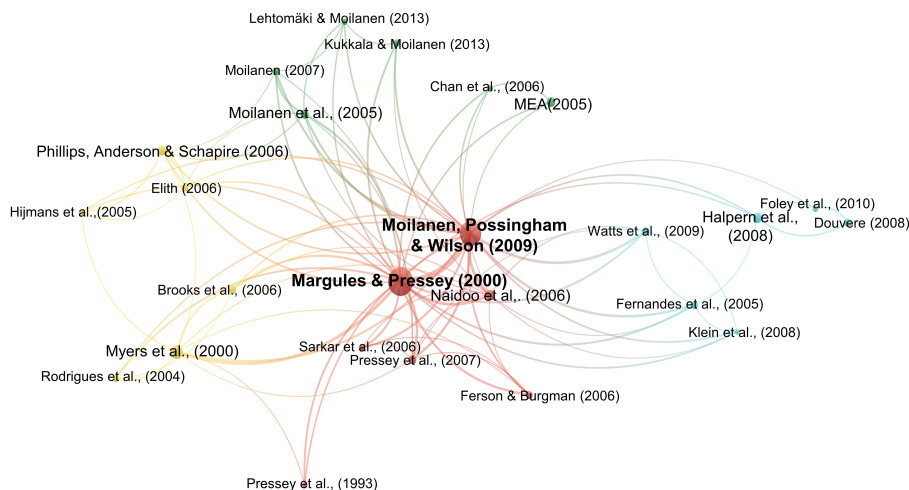 Lehtomäki & Moilanen (2013)
Kukkala & Moilanen (2013)
Moilanen (2007)
Chan et al., (2006)
MEA(2005)
Moilanen et al., (2005)
Phillips, Anderson & Schapire (2006)
Elith (2006)
Hijmans et al.,(2005)
Foley et al., (2010)
Halpern et al.,
(2008)
Douvere (2008)
Moilanen, Possingham
& Wilson (2009)
Watts et al., (2009)
Margules & Pressey (2000)
Brooks et al., (2006)
Naidoo et al,. (2006)
Fernandes et al., (2005)
Klein et al., (2008)
Sarkar et al., (2006)
Myers et al., (2000)
Pressey et al., (2007)
Rodrigues et al., (2004)
Ferson & Burgman (2006)
Pressey et al., (1993)